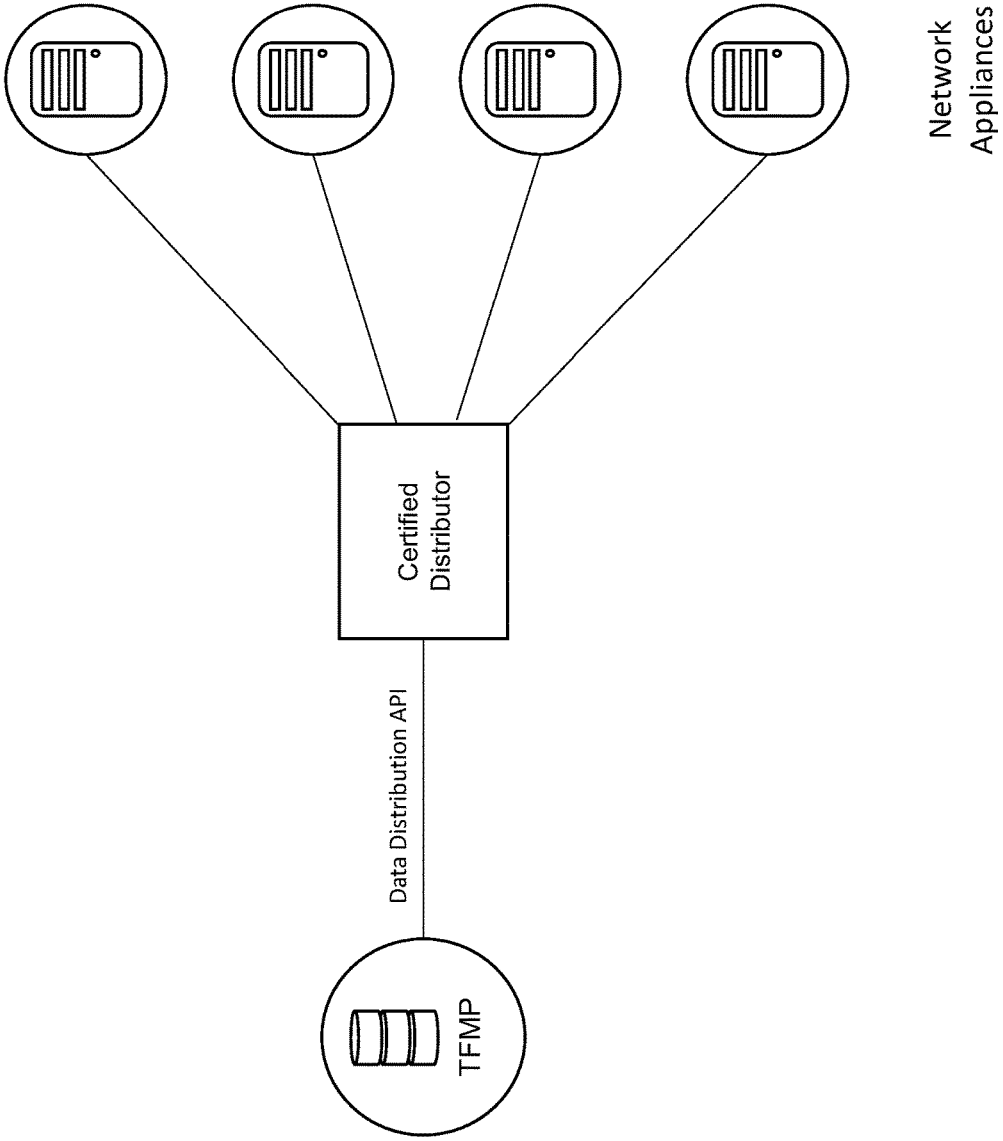 TFMP
Data Distribution API
Certified
Distributor
Network
Appliances